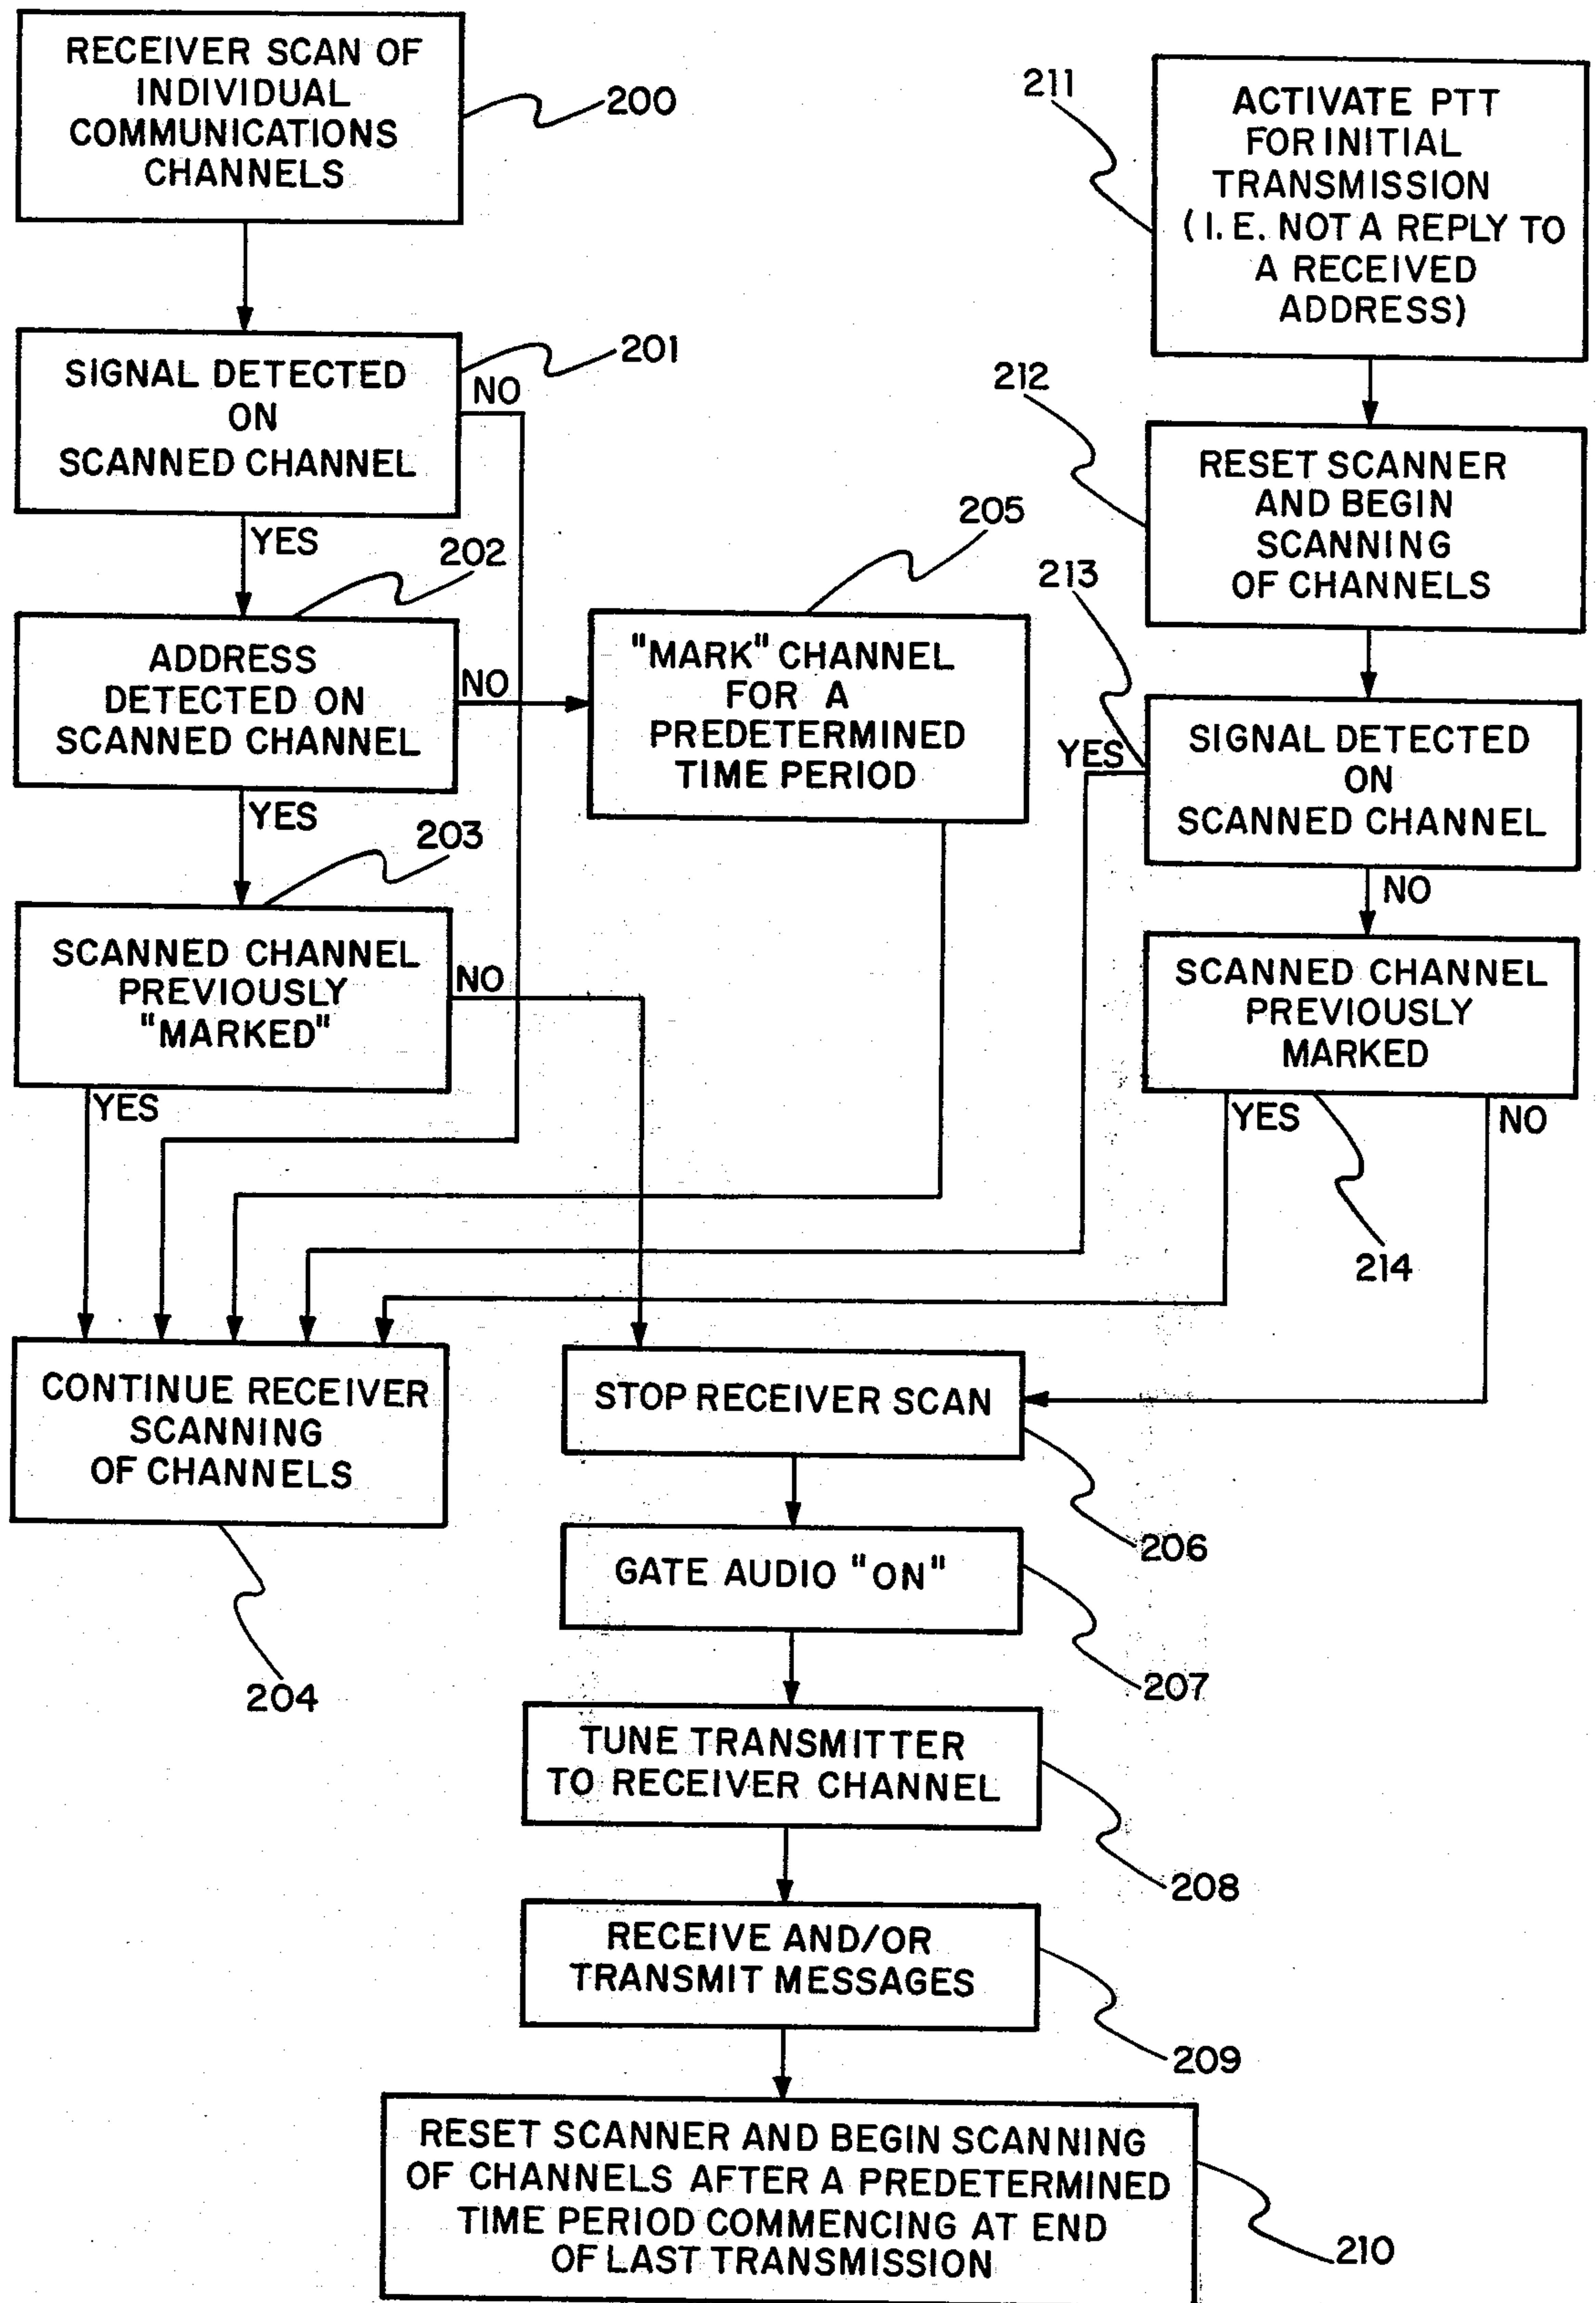 RECEIVER SCAN OF
INDIVIDUAL
COMMUNICATIONS
CHANNELS
200
SIGNAL DETECTED
ON
SCANNED CHANNEL
201
NO
YES
202
ADDRESS
DETECTED ON
SCANNED CHANNEL
NO
YES
203
SCANNED CHANNEL
PREVIOUSLY
"MARKED"
NO
YES
205
"MARK" CHANNEL
FOR A
PREDETERMINED
TIME PERIOD
211
ACTIVATE PTT
FOR INITIAL
TRANSMISSION
(I.E. NOT A REPLY TO
A RECEIVED
ADDRESS)
212
RESET SCANNER
AND BEGIN
SCANNING
OF CHANNELS
213
YES
SIGNAL DETECTED
ON
SCANNED CHANNEL
NO
SCANNED CHANNEL
PREVIOUSLY
MARKED
YES
NO
214
CONTINUE RECEIVER
SCANNING
OF CHANNELS
204
STOP RECEIVER SCAN
206
GATE AUDIO "ON"
207
TUNE TRANSMITTER
TO RECEIVER CHANNEL
208
RECEIVE AND/OR
TRANSMIT MESSAGES
209
RESET SCANNER AND BEGIN SCANNING
OF CHANNELS AFTER A PREDETERMINED
TIME PERIOD COMMENCING AT END
OF LAST TRANSMISSION
210